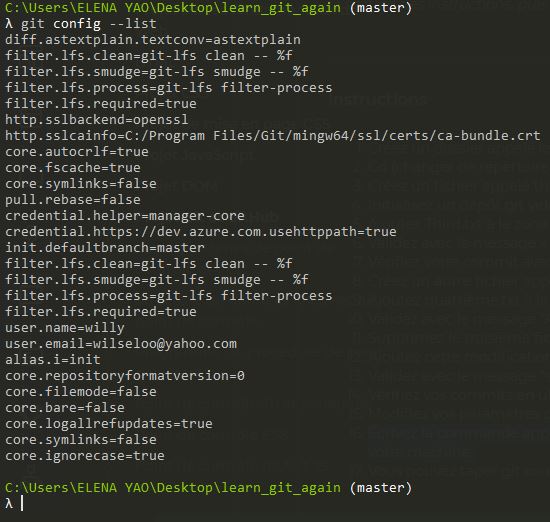 C:\Users\ELENA YAO\Desktop\learn_git_again (master)
λ git config --list
diff.astextplain.textconv=astextplain
filter.lfs.clean=git-lfs clean -- %f
filter.lfs.smudge=git-lfs smudge -- %f
filter.lfs.process=git-lfs filter-process
filter.lfs.required=true
http.sslbackend=openssl
http.sslcainfo=C:/Program Files/Git/mingw64/ssl/certs/ca-bundle.crt
core.autocrlf=true
core.fscache=true
core.symlinks=false
pull.rebase=false
credential.helper=manager-core
credential.https://dev.azure.com.usehttppath=true
init.defaultbranch=master
filter.lfs.clean=git-lfs clean -- %f
filter.lfs.smudge=git-lfs smudge -- %f
filter.lfs.process=git-lfs filter-process
filter.lfs.required=true
user.name=willy
user.email=wilseloo@yahoo.com
alias.i=init
core.repositoryformatversion=0
core.filemode=false
core.bare=false
core.logallrefupdates=true
core.symlinks=false
core.ignorecase=true
C:\Users\ELENA YAO\Desktop\learn_git_again (master)
λ